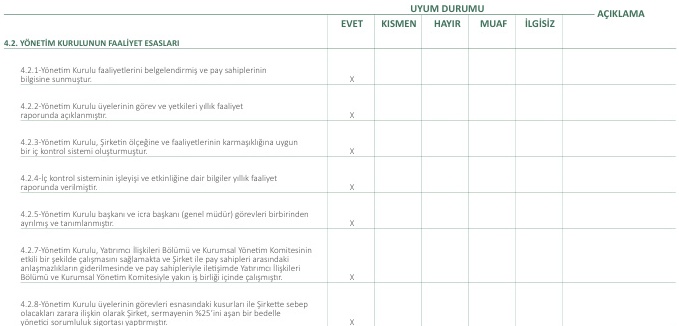 UYUM DURUMU
EVET KISMEN HAYIR MUAF İLGİSİZ AÇIKLAMA
4.2. YÖNETİM KURULUNUN FAALİYET ESASLARI
4.2.1-Yönetim Kurulu faaliyetlerini belgelendirmiş ve pay sahiplerinin
bilgisine sunmuştur. X
4.2.2-Yönetim Kurulu üyelerinin görev ve yetkileri yıllık faaliyet
raporunda açıklanmıştır. X
4.2.3-Yönetim Kurulu, Şirketin ölçeğine ve faaliyetlerinin karmaşıklığına uygun
bir iç kontrol sistemi oluşturmuştur. X
4.2.4-İç kontrol sisteminin işleyişi ve etkinliğine dair bilgiler yıllık faaliyet
raporunda verilmiştir. X
4.2.5-Yönetim Kurulu başkanı ve icra başkanı (genel müdür) görevleri birbirinden
ayrılmış ve tanımlanmıştır. X
4.2.7-Yönetim Kurulu, Yatırımcı İlişkileri Bölümü ve Kurumsal Yönetim Komitesinin
etkili bir şekilde çalışmasını sağlamakta ve Şirket ile pay sahipleri arasındaki
anlaşmazlıkların giderilmesinde ve pay sahipleriyle iletişimde Yatırımcı İlişkileri
Bölümü ve Kurumsal Yönetim Komitesiyle yakın iş birliği içinde çalışmıştır. X
4.2.8-Yönetim Kurulu üyelerinin görevleri esnasındaki kusurları ile Şirkette sebep
olacakları zarara ilişkin olarak Şirket, sermayenin %25'ini aşan bir bedelle
yönetici sorumluluk sigortası yaptırmıştır. X